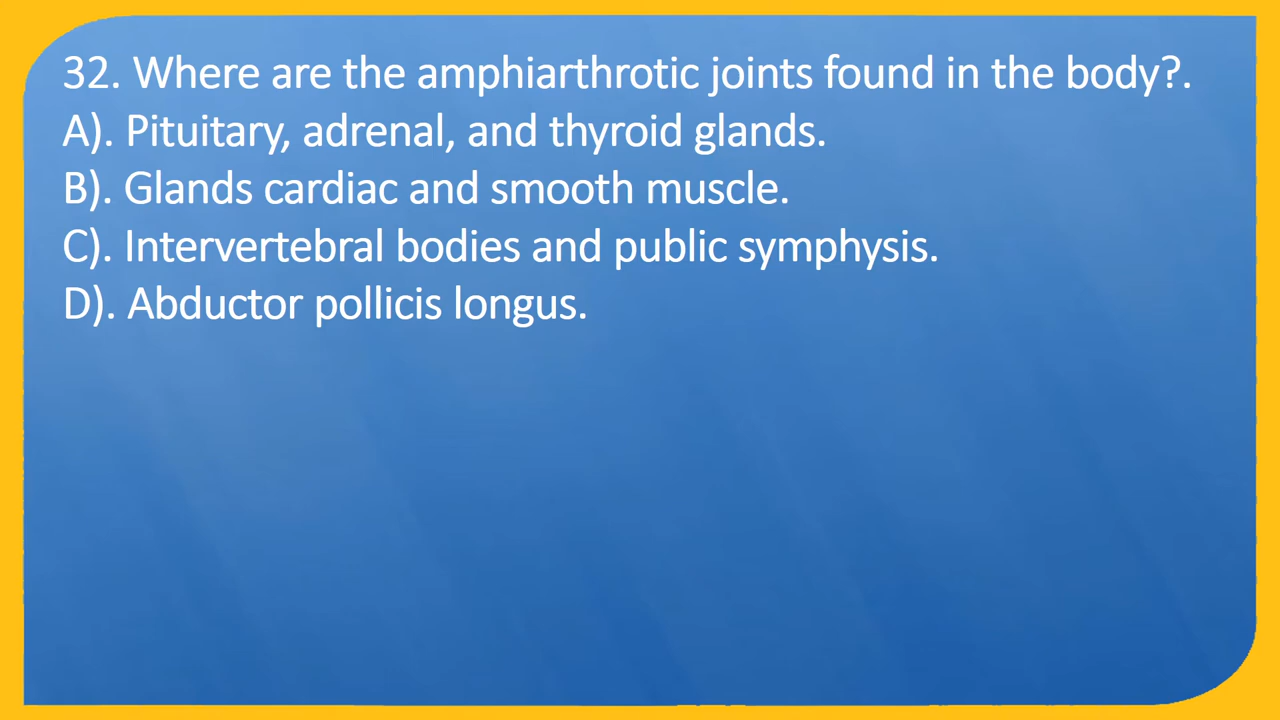 32. Where are the amphiarthrotic joints found in the body?.
A). Pituitary, adrenal, and thyroid glands.
B). Glands cardiac and smooth muscle.
C). Intervertebral bodies and public symphysis.
D). Abductor pollicis longus.